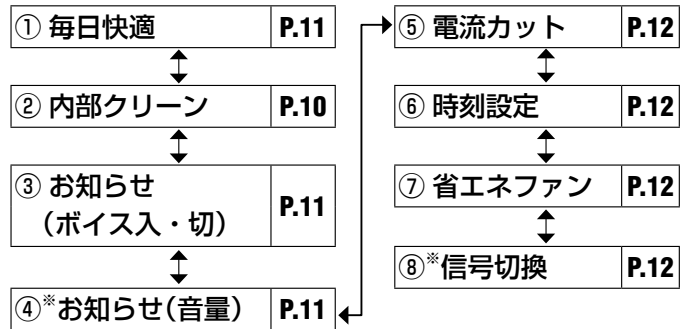 ① 毎日快適 P.11
② 内部クリーン P.10
③ お知らせ
(ボイス入・切) P.11
④※お知らせ(音量) P.11
⑤ 電流カット P.12
⑥ 時刻設定 P.12
⑦ 省エネファン P.12
⑧※信号切換 P.12